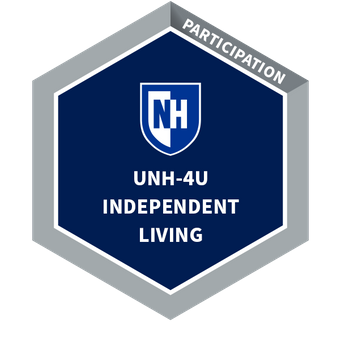 PARTICIPATION
NH
UNH-4U
INDEPENDENT
LIVING